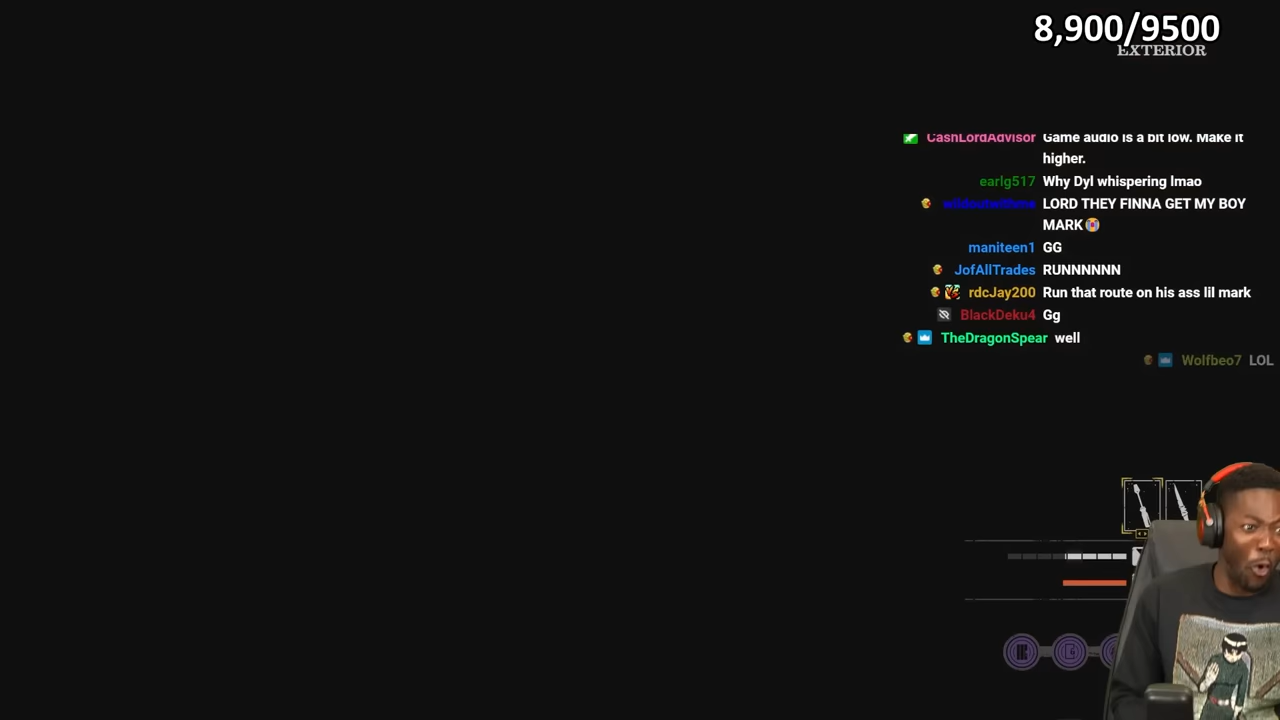 8,900/9500
EXTERIOR
CashLordAdvisor Game audio is a bit low. Make it
higher.
earlg517 Why Dyl whispering lmao
LORD THEY FINNA GET MY BOY
MARK
maniteen1 GG
JofAllTrades RUNNNNNN
rdcJay200 Run that route on his ass lil mark
BlackDeku4 Gg
TheDragonSpear well
Wolfbeo7 LOL